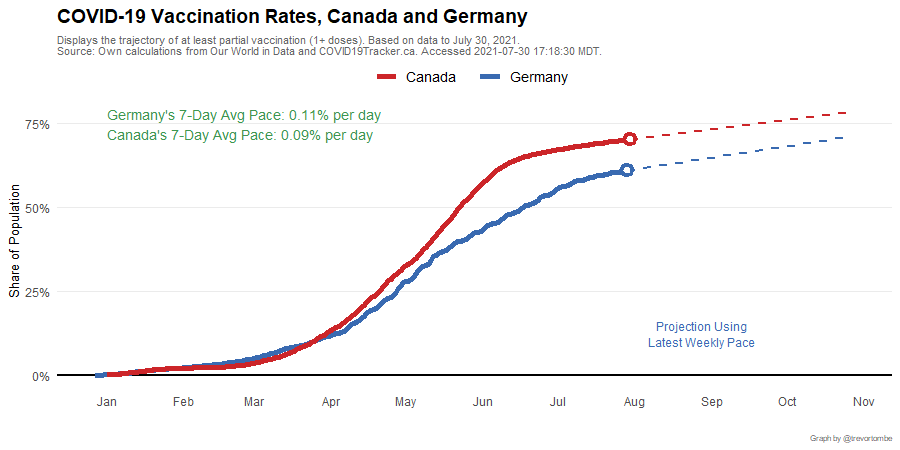 COVID-19 Vaccination Rates, Canada and Germany
Displays the trajectory of at least partial vaccination (1+ doses). Based on data to July 30, 2021.
Source: Own calculations from Our World in Data and COVID19Tracker.ca. Accessed 2021-07-30 17:18:30 MDT.
Canada Germany
Germany's 7-Day Avg Pace: 0.11% per day
Canada's 7-Day Avg Pace: 0.09% per day
Share of Population
75%
50%
25%
0%
Projection Using
Latest Weekly Pace
Jan Feb Mar Apr May Jun Jul Aug Sep Oct Nov
Graph by @trevortombe